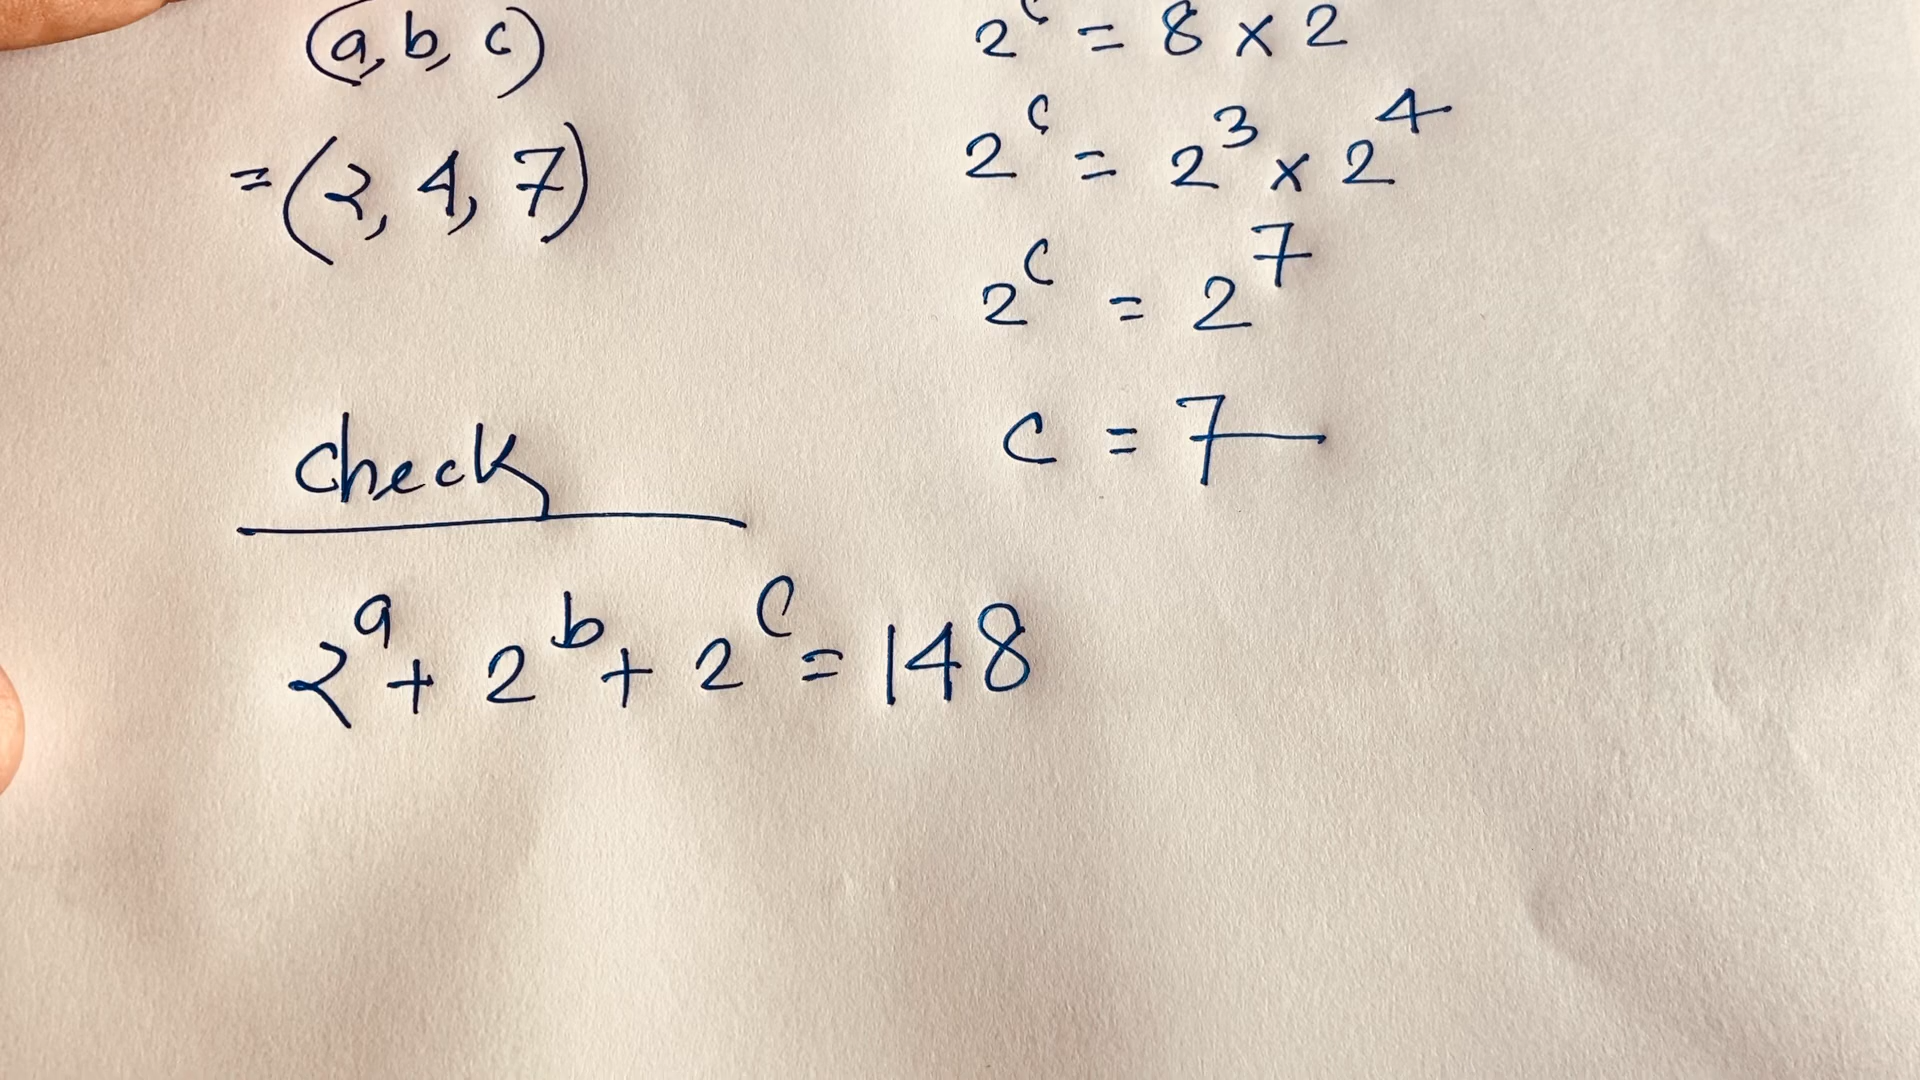 (a, b, c)
= (2, 4, 7)
Check
2^a + 2^b + 2^c = 148
2^c = 8 × 2
2^c = 2^3 × 2^4
2^c = 2^7
c = 7